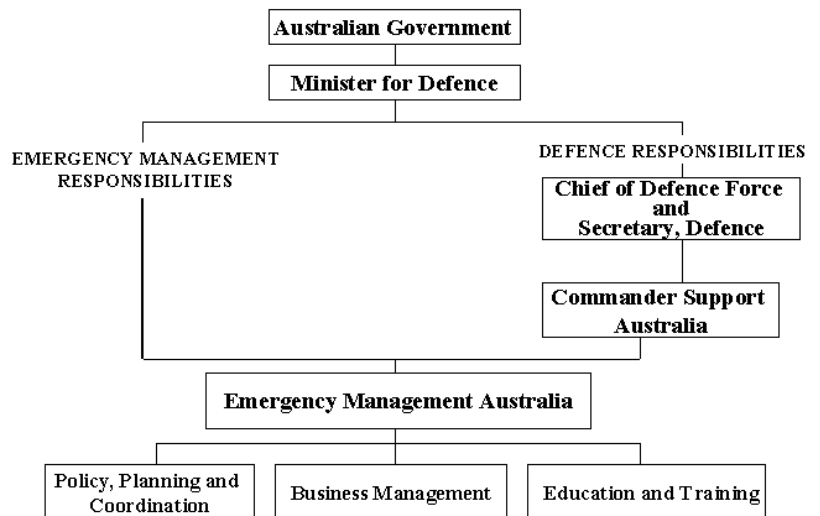 Australian Government
Minister for Defence
EMERGENCY MANAGEMENT
RESPONSIBILITIES
DEFENCE RESPONSIBILITIES
Chief of Defence Force
and
Secretary, Defence
Commander Support
Australia
Emergency Management Australia
Policy, Planning and
Coordination
Business Management
Education and Training